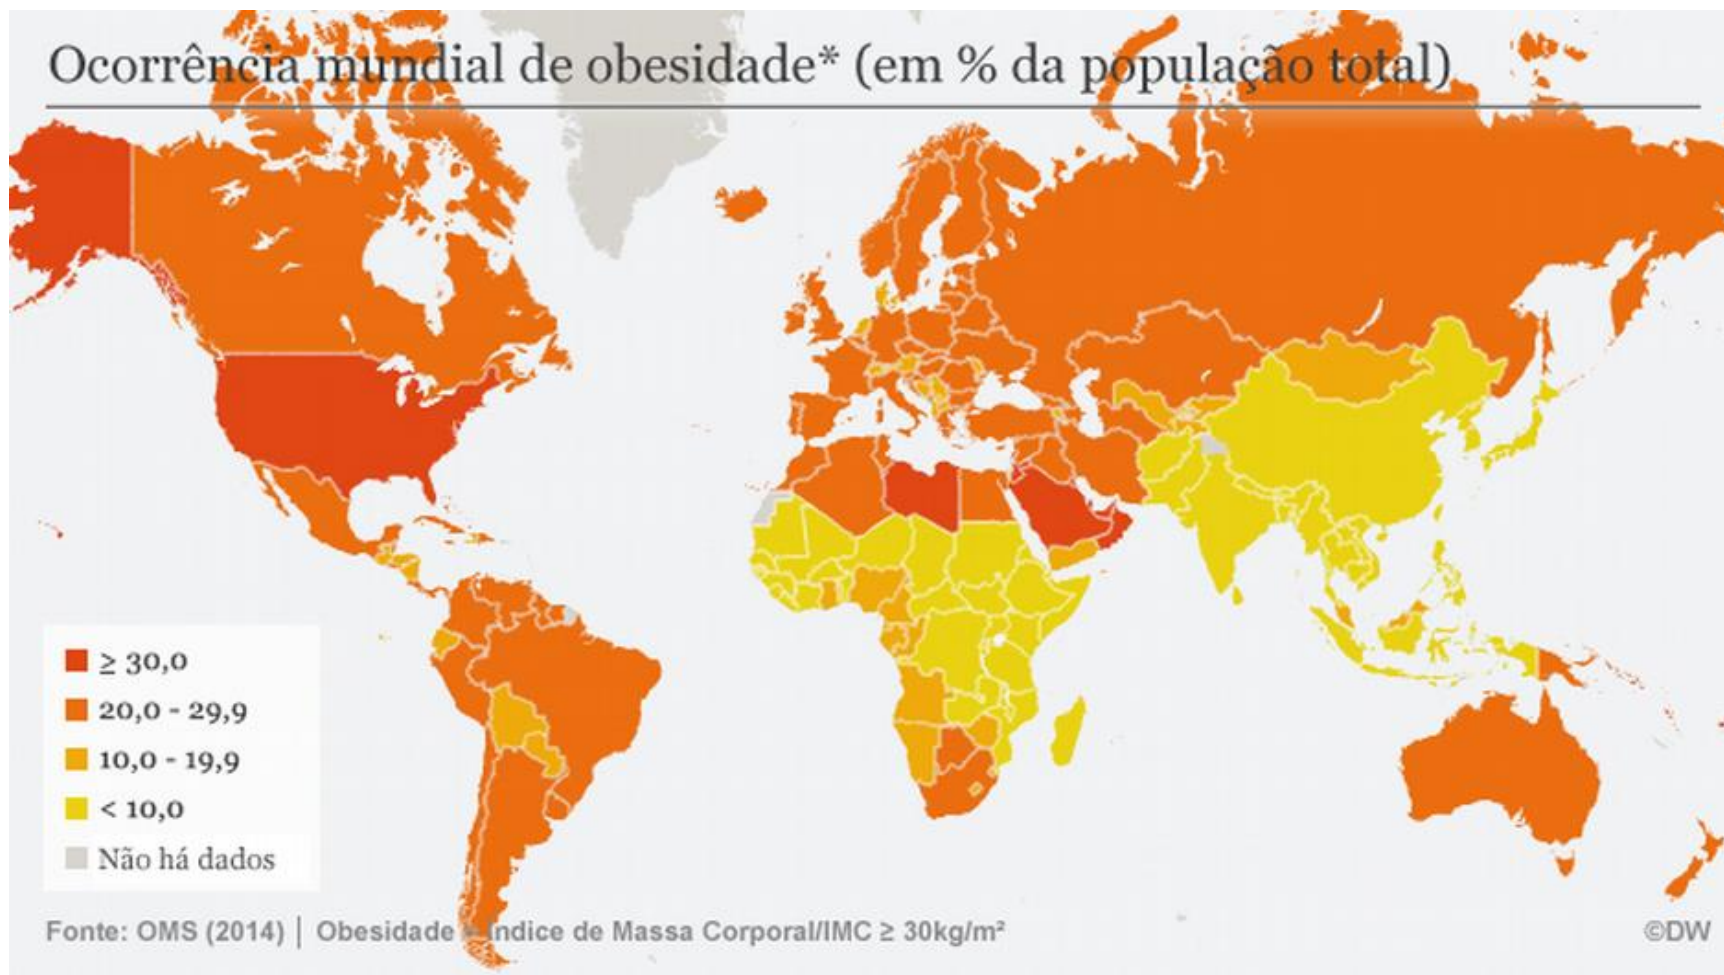 Ocorrência mundial de obesidade* (em % da população total)
≥ 30,0
20,0 - 29,9
10,0 - 19,9
< 10,0
Não há dados
Fonte: OMS (2014) | Obesidade = Índice de Massa Corporal/IMC ≥ 30kg/m²
©DW